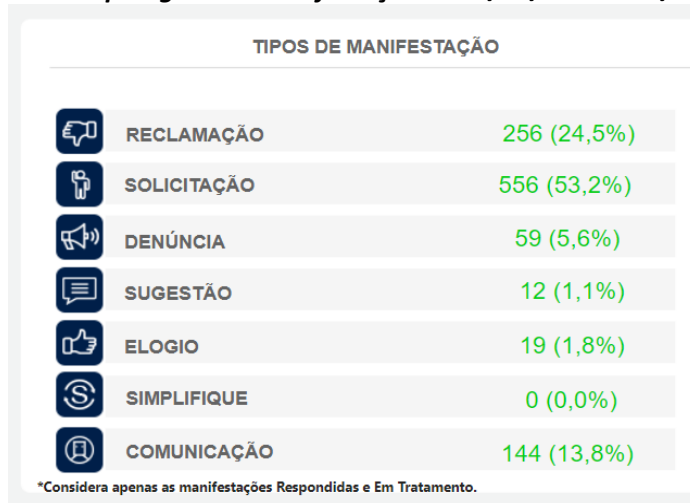 TIPOS DE MANIFESTAÇÃO
RECLAMAÇÃO 256 (24,5%)
SOLICITAÇÃO 556 (53,2%)
DENÚNCIA 59 (5,6%)
SUGESTÃO 12 (1,1%)
ELOGIO 19 (1,8%)
SIMPLIFIQUE 0 (0,0%)
COMUNICAÇÃO 144 (13,8%)
*Considera apenas as manifestações Respondidas e Em Tratamento.